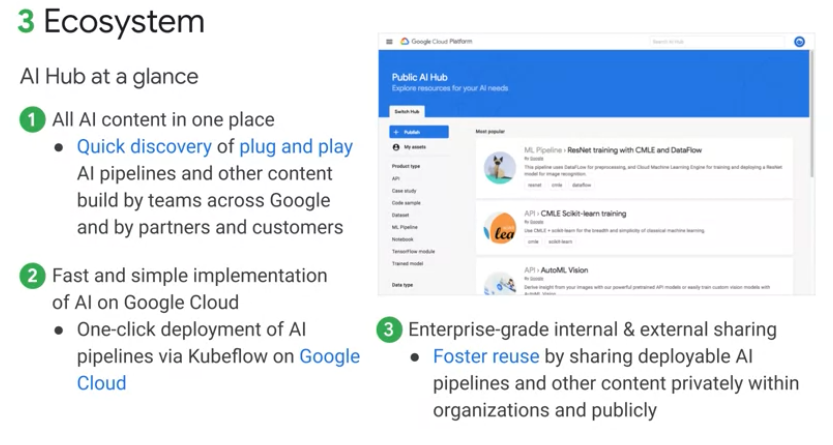 3 Ecosystem
AI Hub at a glance
1 All AI content in one place
• Quick discovery of plug and play
AI pipelines and other content
build by teams across Google
and by partners and customers
2 Fast and simple implementation
of AI on Google Cloud
• One-click deployment of AI
pipelines via Kubeflow on Google
Cloud
Google Cloud Platform
Search AI Hub
Public AI Hub
Explore resources for your AI needs
Switch Hub
+ Publish
My assets
Product type
API
Case study
Code sample
Dataset
ML Pipeline
Notebook
TensorFlow module
Trained model
Data type
Most popular
ML Pipeline › ResNet training with CMLE and DataFlow
By Google
This pipeline uses DataFlow for preprocessing, and Cloud Machine Learning Engine for training and deploying a ResNet
model for image recognition
resnet cmle dataflow
lea
API › CMLE Scikit-learn training
By Google
Use CMLE + scikit-learn for the breadth and simplicity of classical machine learning.
cmle scikit-learn
API › AutoML Vision
By Google
Derive insight from your images with our powerful pretrained API models or easily train custom vision models with
AutoML Vision
3 Enterprise-grade internal & external sharing
• Foster reuse by sharing deployable AI
pipelines and other content privately within
organizations and publicly